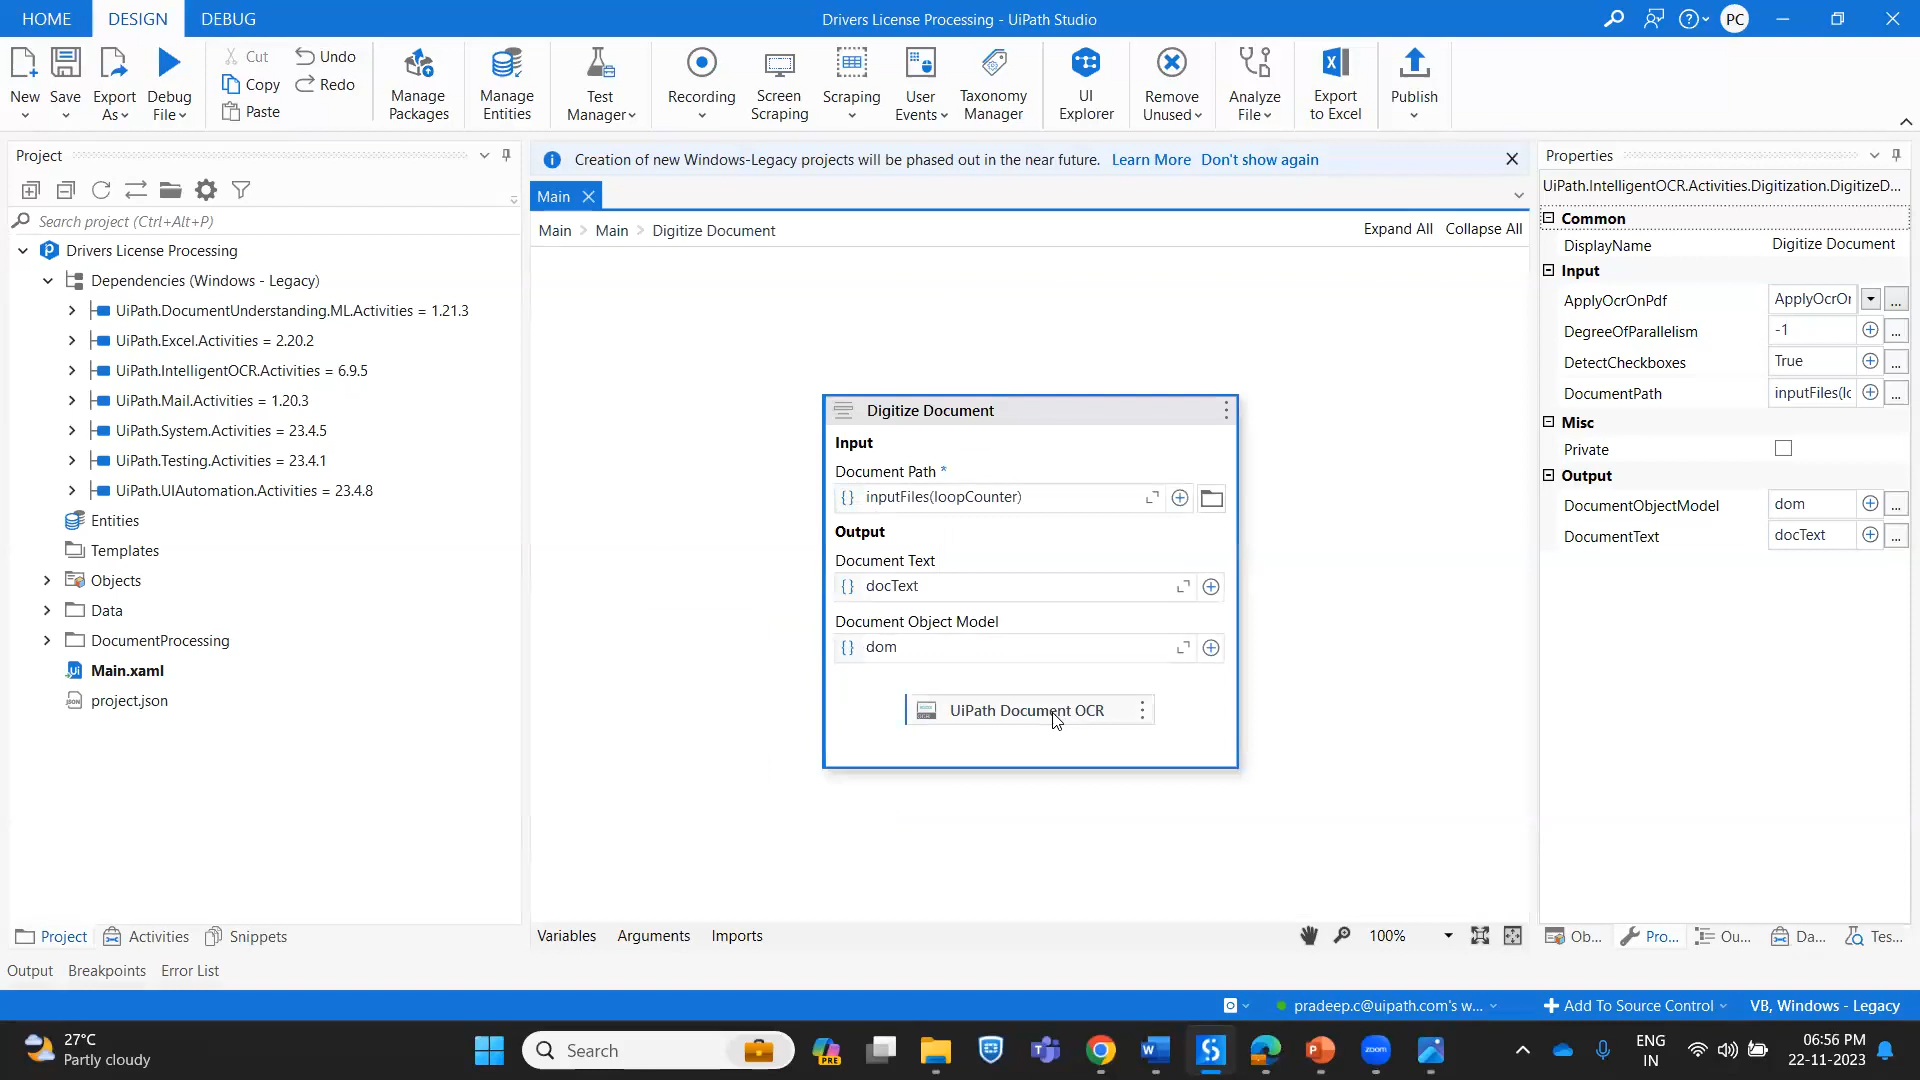 HOME DESIGN DEBUG
Drivers License Processing - UiPath Studio
PC
New Save Export As Debug File
Cut Copy Paste
Undo Redo
Manage Packages
Manage Entities
Test Manager
Recording
Screen Scraping
Scraping
User Events
Taxonomy Manager
UI Explorer
Remove Unused
Analyze File
Export to Excel
Publish
Project
Search project (Ctrl+Alt+P)
Drivers License Processing
Dependencies (Windows - Legacy)
UiPath.DocumentUnderstanding.ML.Activities = 1.21.3
UiPath.Excel.Activities = 2.20.2
UiPath.IntelligentOCR.Activities = 6.9.5
UiPath.Mail.Activities = 1.20.3
UiPath.System.Activities = 23.4.5
UiPath.Testing.Activities = 23.4.1
UiPath.UIAutomation.Activities = 23.4.8
Entities
Templates
Objects
Data
DocumentProcessing
Main.xaml
project.json
Project Activities Snippets
Creation of new Windows-Legacy projects will be phased out in the near future. Learn More Don't show again
Main
Main > Main > Digitize Document
Expand All Collapse All
Digitize Document
Input
Document Path *
inputFiles(loopCounter)
Output
Document Text
docText
Document Object Model
dom
UiPath Document OCR
Variables Arguments Imports
100%
Properties
UiPath.IntelligentOCR.Activities.Digitization.DigitizeD...
Common
DisplayName Digitize Document
Input
ApplyOcrOnPdf ApplyOcrOn
DegreeOfParallelism -1
DetectCheckboxes True
DocumentPath inputFiles(lc
Misc
Private
Output
DocumentObjectModel dom
DocumentText docText
Ob... Pro... Ou... Da... Tes...
Output Breakpoints Error List
pradeep.c@uipath.com's w...
Add To Source Control
VB, Windows - Legacy
27°C
Partly cloudy
Search
PRE
zoom
ENG
IN
06:56 PM
22-11-2023